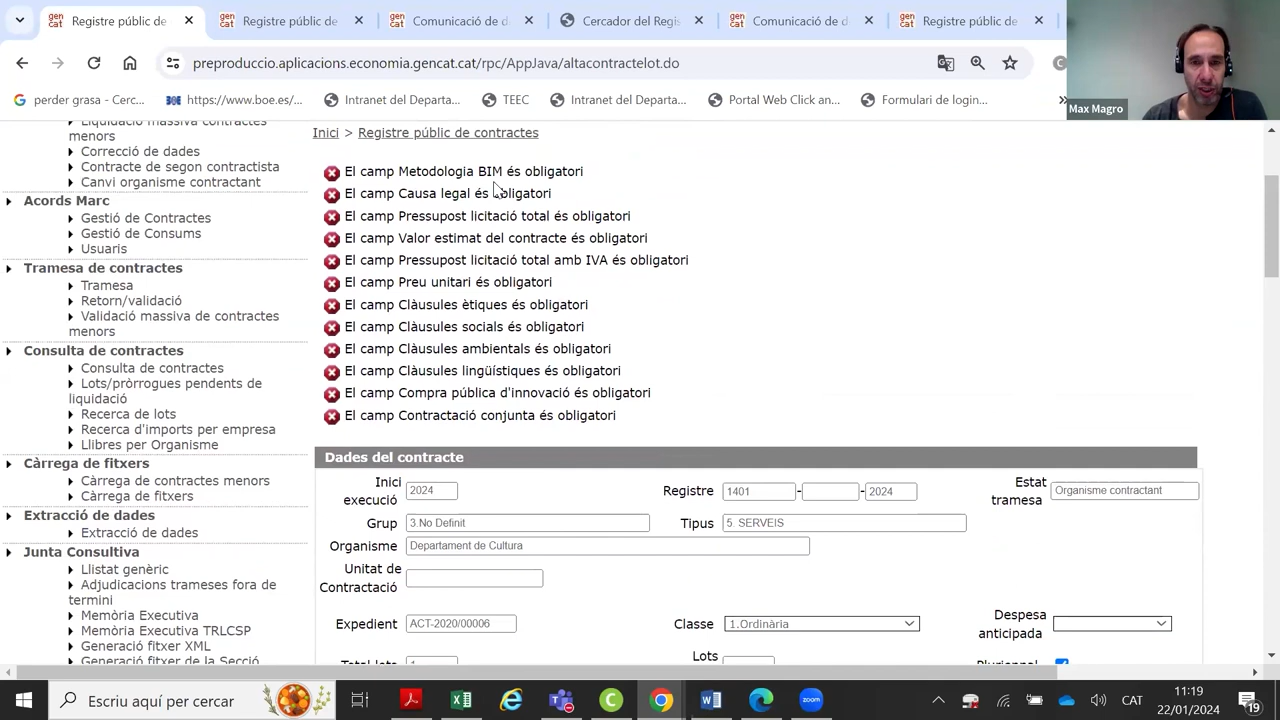 Registre públic de
Registre públic de
Comunicació de d
Cercador del Regis
Comunicació de d
Registre públic de
preproduccio.aplicacions.economia.gencat.cat/rpc/AppJava/altacontractelot.do
perder grasa - Cerc...
https://www.boe.es/...
Intranet del Departa...
TEEC
Intranet del Departa...
Portal Web Click an...
Formulari de login...
Max Magro
Liquidació massiva contractes
menors
Correcció de dades
Contracte de segon contractista
Canvi organisme contractant
Acords Marc
Gestió de Contractes
Gestió de Consums
Usuaris
Tramesa de contractes
Tramesa
Retorn/validació
Validació massiva de contractes
menors
Consulta de contractes
Consulta de contractes
Lots/pròrrogues pendents de
liquidació
Recerca de lots
Recerca d'imports per empresa
Llibres per Organisme
Càrrega de fitxers
Càrrega de contractes menors
Càrrega de fitxers
Extracció de dades
Extracció de dades
Junta Consultiva
Llistat genèric
Adjudicacions trameses fora de
termini
Memòria Executiva
Memòria Executiva TRLCSP
Generació fitxer XML
Generació fitxer de la Secció
Inici > Registre públic de contractes
El camp Metodologia BIM és obligatori
El camp Causa legal és obligatori
El camp Pressupost licitació total és obligatori
El camp Valor estimat del contracte és obligatori
El camp Pressupost licitació total amb IVA és obligatori
El camp Preu unitari és obligatori
El camp Clàusules ètiques és obligatori
El camp Clàusules socials és obligatori
El camp Clàusules ambientals és obligatori
El camp Clàusules lingüístiques és obligatori
El camp Compra pública d'innovació és obligatori
El camp Contractació conjunta és obligatori
Dades del contracte
Inici execució 2024 Registre 1401 - - 2024 Estat tramesa Organisme contractant
Grup 3.No Definit Tipus 5. SERVEIS
Organisme Departament de Cultura
Unitat de Contractació
Expedient ACT-2020/00006 Classe 1.Ordinària Despesa anticipada
Total lots 1 Lots Plurianual
Escriu aquí per cercar
CAT
11:19
22/01/2024
19